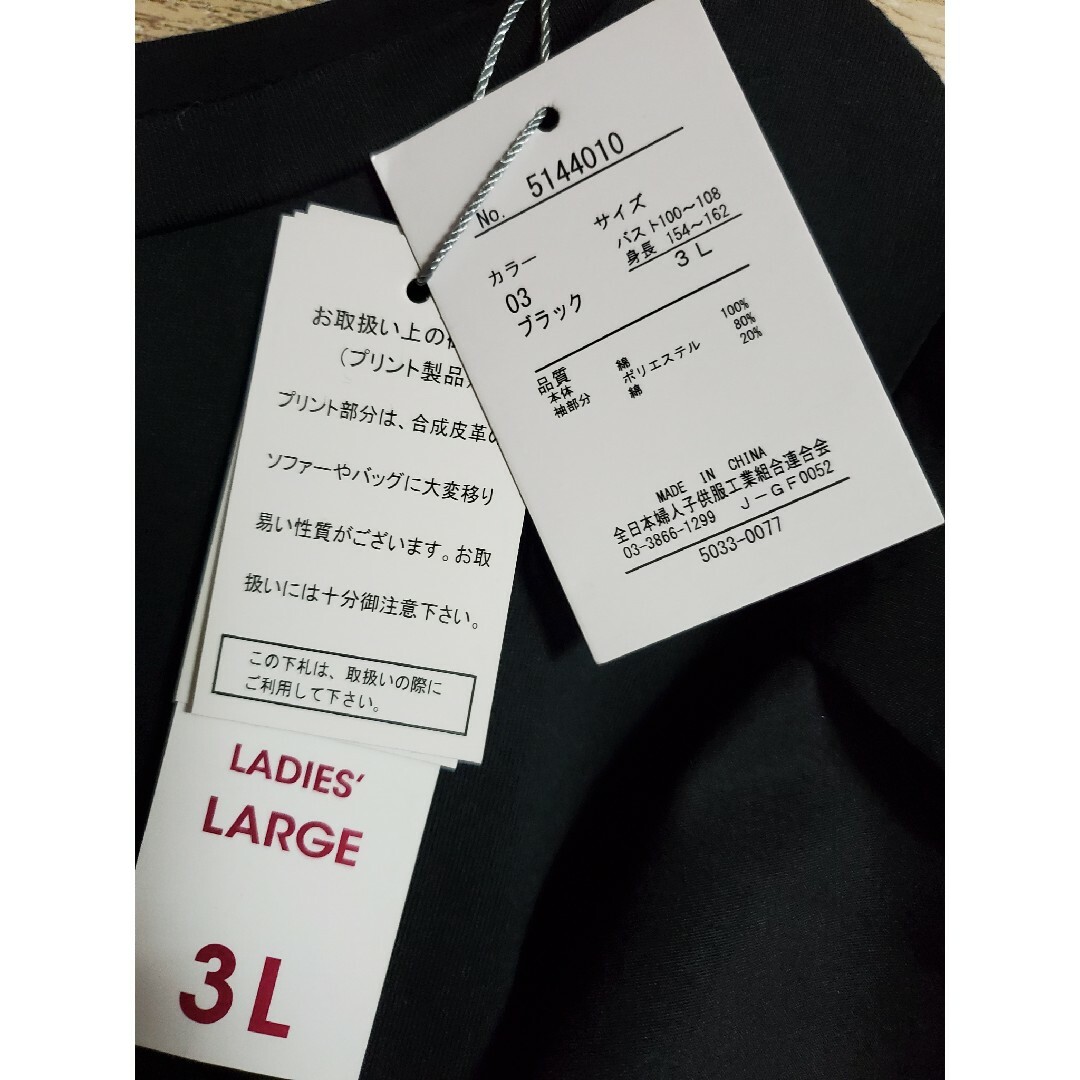 No. 5144010
カラー
03
ブラック
サイズ
バスト100～108
身長 154～162
3L
品質
本体 綿 100%
袖部分 ポリエステル 80%
綿 20%
MADE IN CHINA
全日本婦人子供服工業組合連合会
03-3866-1299 J-GF0052
5033-0077
お取扱い上の
(プリント製品)
プリント部分は、合成皮革の
ソファーやバッグに大変移り
易い性質がございます。お取
扱いには十分御注意下さい。
この下札は、取扱いの際に
ご利用して下さい。
LADIES'
LARGE
3L